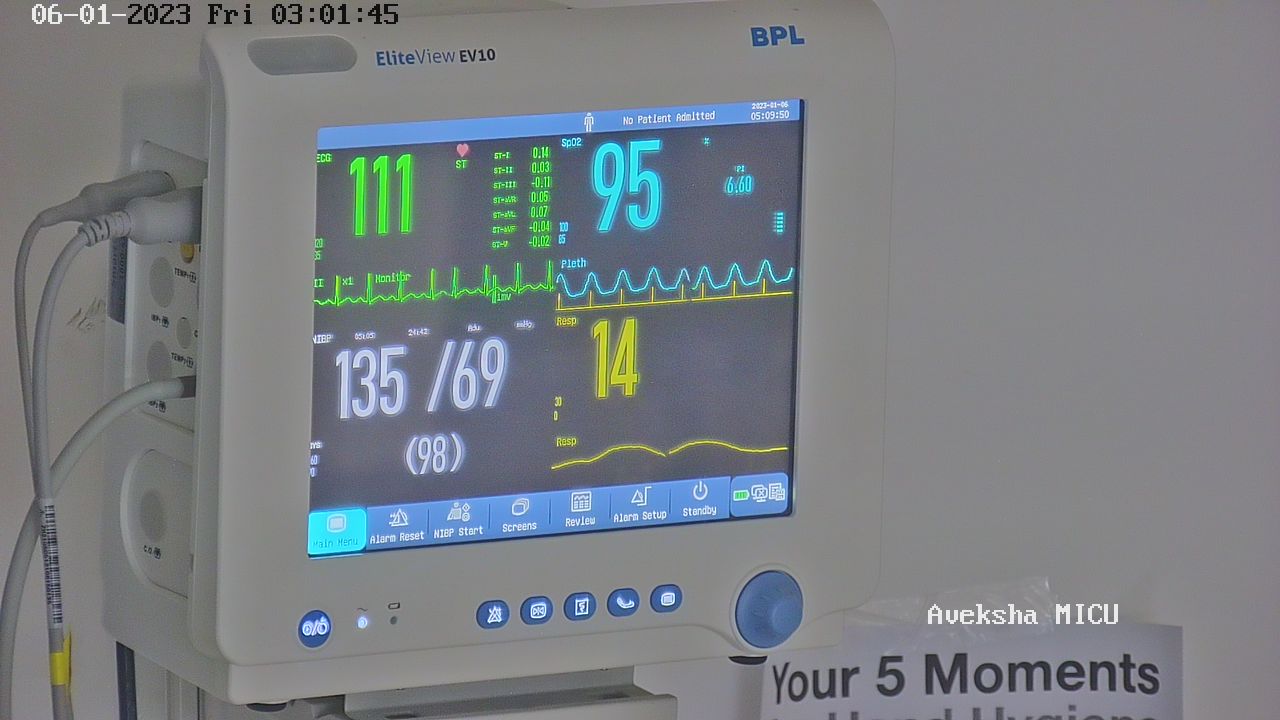 06-01-2023 Fri 03:01:45
BPL
EliteView EV10
No Patient Admitted
2023-01-06
05:09:50
ECG
111
ST
ST-I 0.14
ST-II 0.03
ST-III -0.11
ST-aVR 0.05
ST-aVL 0.07
ST-aVF -0.04
ST-V -0.02
SpO2
95
%
PI
6.60
100
85
II x1 Monitor
1mv
Pleth
NIBP
Adu
mmHg
135 /69
(98)
Resp
14
30
0
Resp
Main Menu
Alarm Reset
NIBP Start
Screens
Review
Alarm Setup
Standby
C.O
Aveksha MICU
Your 5 Moments